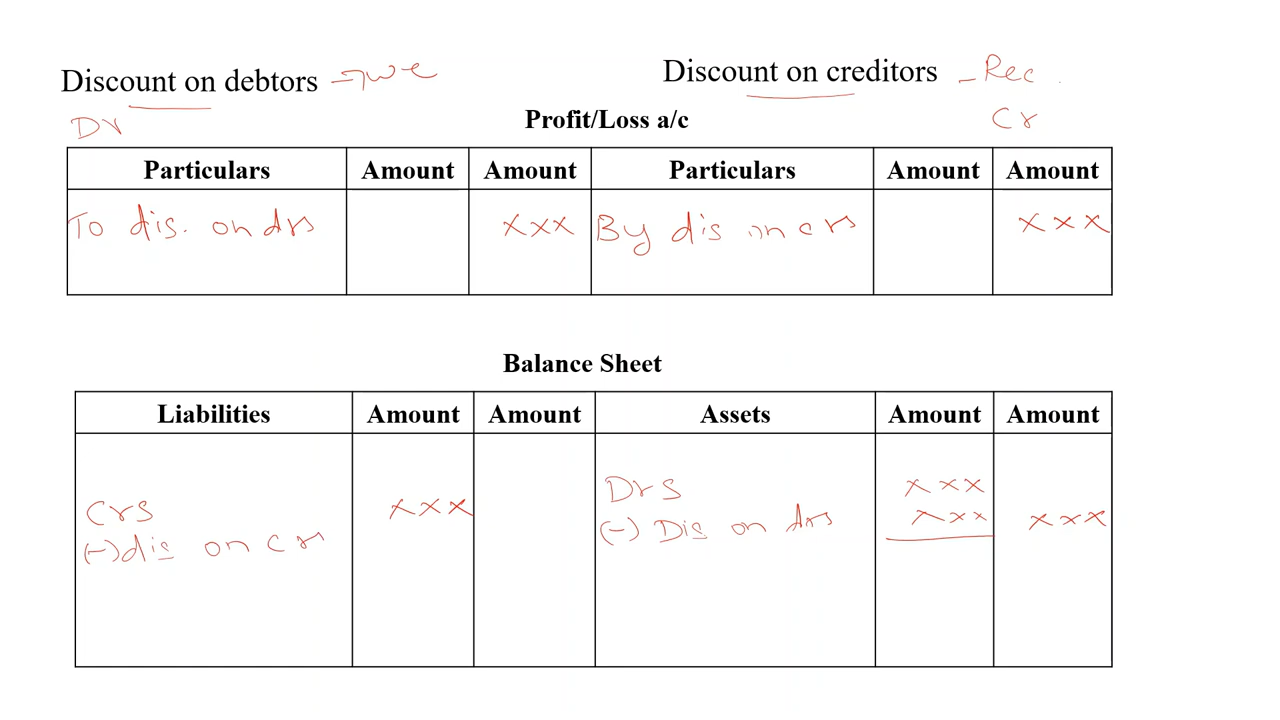 Discount on debtors
Discount on creditors - Rec
Dr
Profit/Loss a/c
Cr
Particulars Amount Amount Particulars Amount Amount
To dis. on drs xxx By dis on crs xxx
Balance Sheet
Liabilities Amount Amount Assets Amount Amount
Drs xxx
Crs xxx
(-) Dis on drs xxx xxx
(-) dis on cr